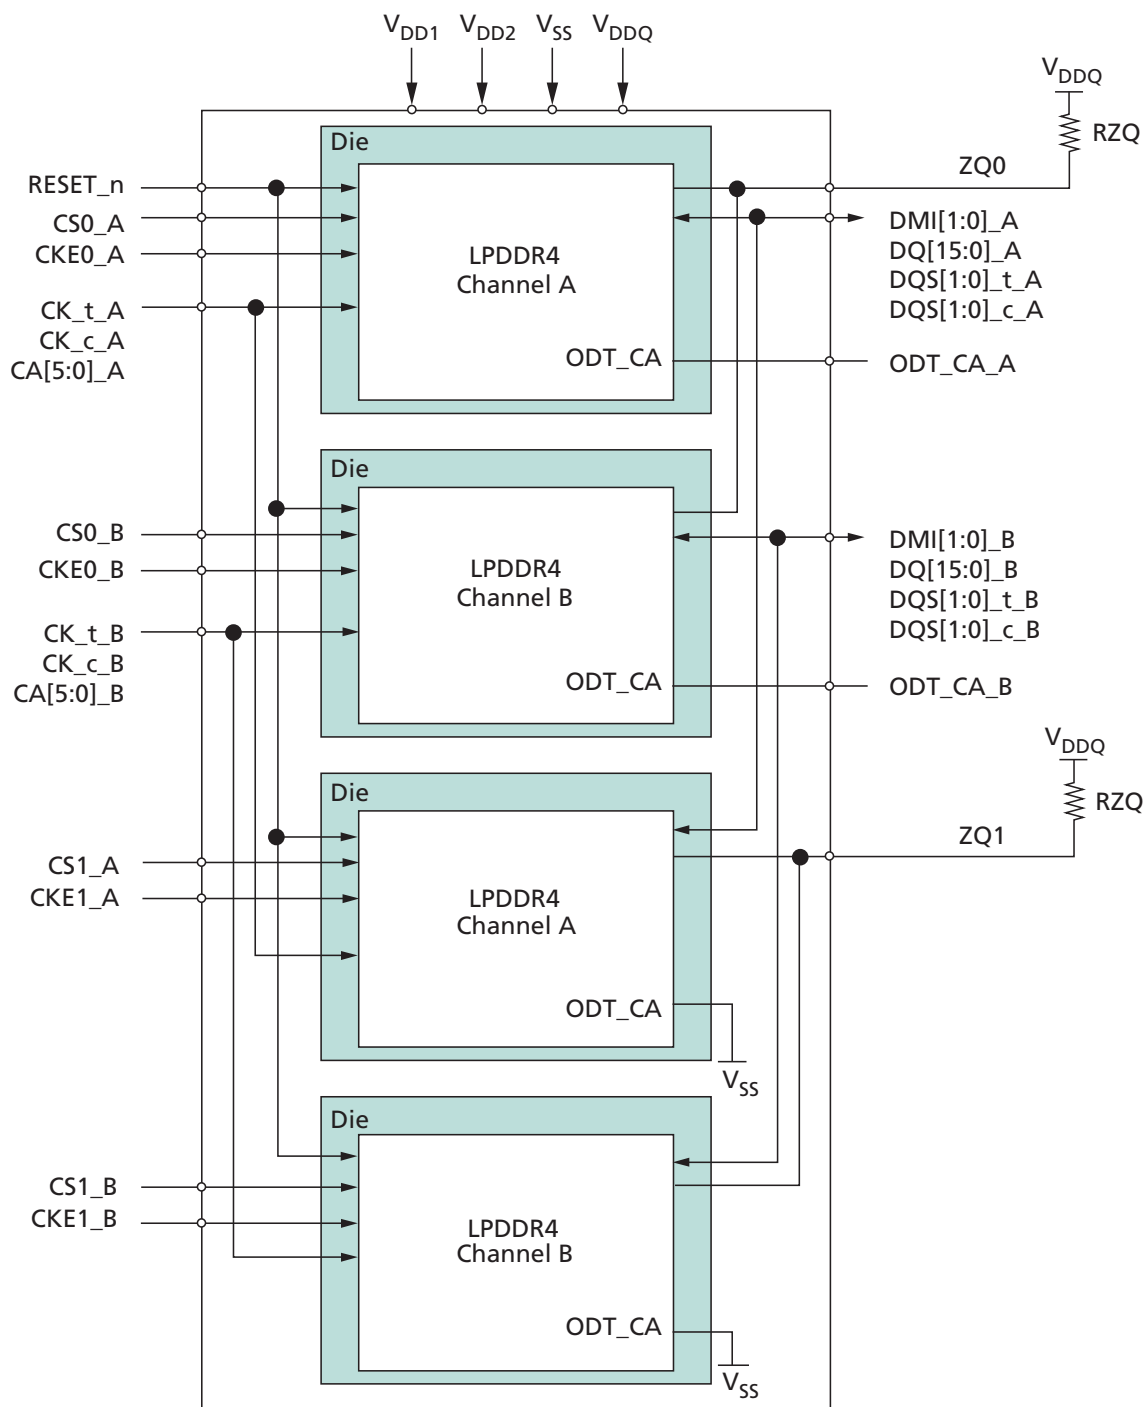 VDD1 VDD2 VSS VDDQ
VDDQ
RZQ
Die
RESET_n
ZQ0
CS0_A
DMI[1:0]_A
CKE0_A
LPDDR4
Channel A
DQ[15:0]_A
DQS[1:0]_t_A
CK_t_A
DQS[1:0]_c_A
CK_c_A
CA[5:0]_A
ODT_CA
ODT_CA_A
Die
CS0_B
DMI[1:0]_B
CKE0_B
LPDDR4
Channel B
DQ[15:0]_B
DQS[1:0]_t_B
CK_t_B
DQS[1:0]_c_B
CK_c_B
CA[5:0]_B
ODT_CA
ODT_CA_B
VDDQ
RZQ
Die
ZQ1
CS1_A
CKE1_A
LPDDR4
Channel A
ODT_CA
VSS
Die
CS1_B
CKE1_B
LPDDR4
Channel B
ODT_CA
VSS